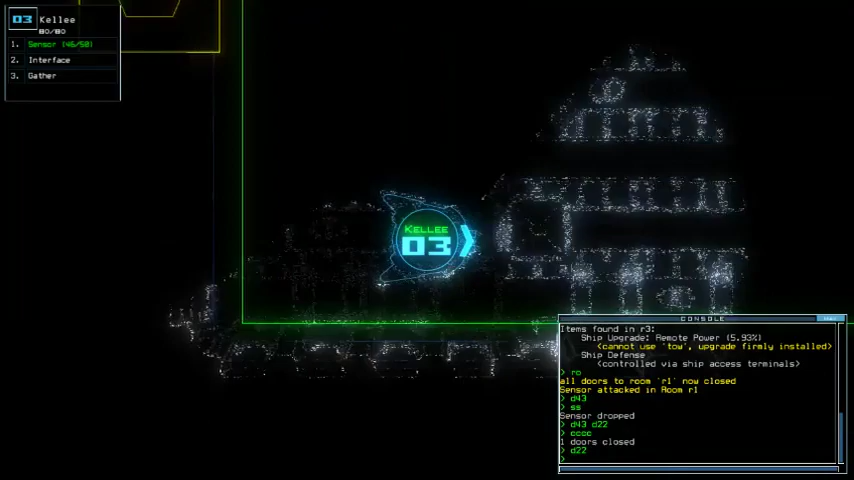 03 Kellee
80/80
1. Sensor (46/50)
2. Interface
3. Gather
KELLEE
03
CONSOLE
Items found in r3:
Ship Upgrade: Remote Power (5.93%)
<cannot use 'tow', upgrade firmly installed>
Ship Defense
<controlled via ship access terminals>
> ro
all doors to room 'r1' now closed
Sensor attacked in Room r1
> d43
> ss
Sensor dropped
> d43 d22
> cccc
1 doors closed
> d22
>